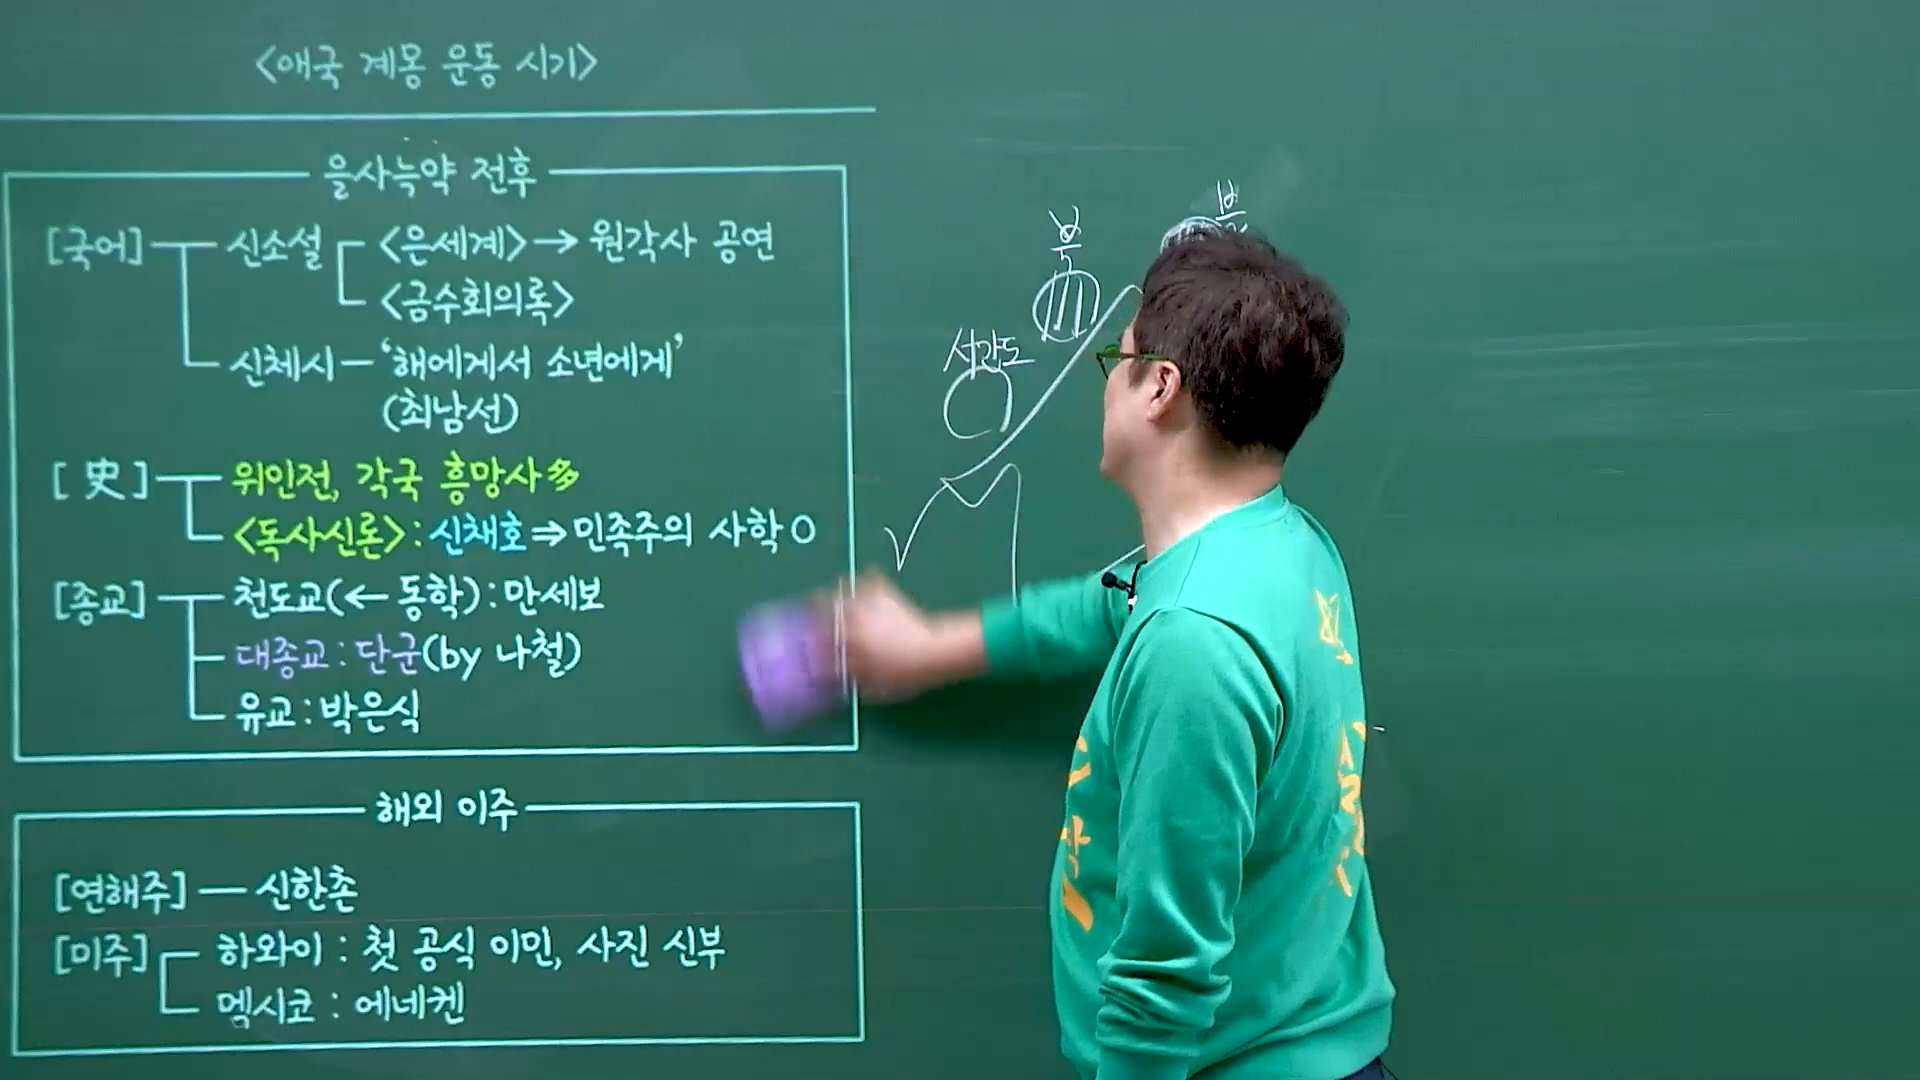 <애국 계몽 운동 시기>
을사늑약 전후
[국어] 신소설 <은세계>→ 원각사 공연
<금수회의록>
신체시 – '해에게서 소년에게'
(최남선)
[史] 위인전, 각국 흥망사多
<독사신론> : 신채호⇒민족주의 사학O
[종교] 천도교(← 동학) : 만세보
대종교 : 단군(by 나철)
유교 : 박은식
해외 이주
[연해주] — 신한촌
[미주] 하와이 : 첫 공식 이민, 사진 신부
멕시코 : 에네켄
북
서간도